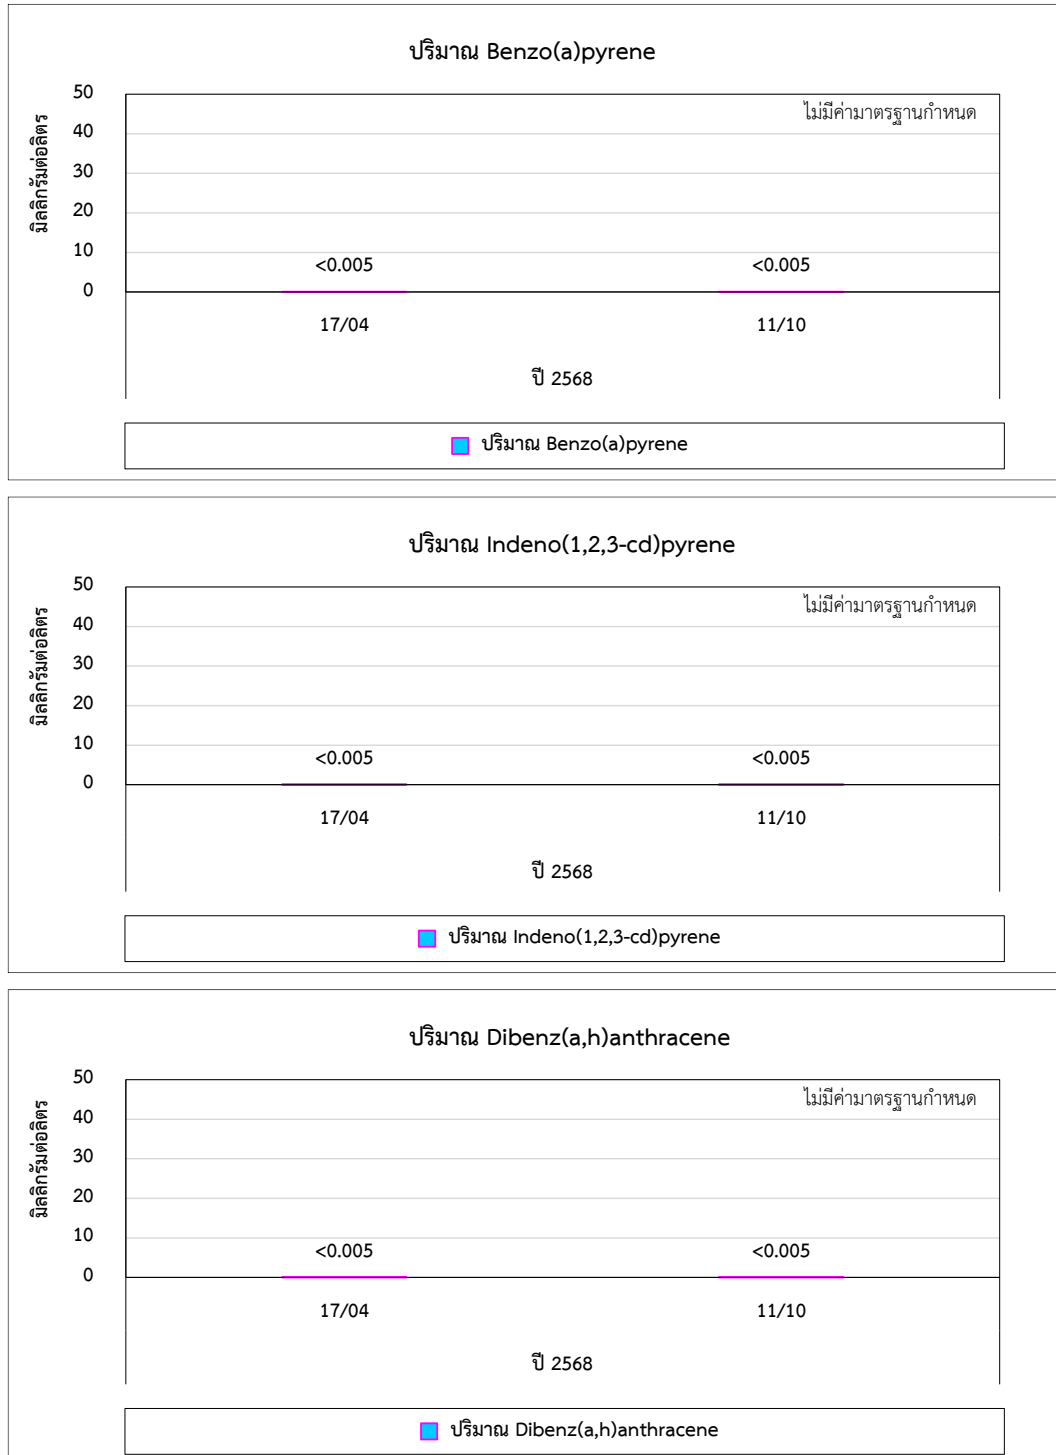 ปริมาณ Benzo(a)pyrene
มิลลิกรัมต่อลิตร
50
ไม่มีค่ามาตรฐานกำหนด
40
30
20
10
<0.005 <0.005
0
17/04 11/10
ปี 2568
ปริมาณ Benzo(a)pyrene
ปริมาณ Indeno(1,2,3-cd)pyrene
มิลลิกรัมต่อลิตร
50
ไม่มีค่ามาตรฐานกำหนด
40
30
20
10
<0.005 <0.005
0
17/04 11/10
ปี 2568
ปริมาณ Indeno(1,2,3-cd)pyrene
ปริมาณ Dibenz(a,h)anthracene
มิลลิกรัมต่อลิตร
50
ไม่มีค่ามาตรฐานกำหนด
40
30
20
10
<0.005 <0.005
0
17/04 11/10
ปี 2568
ปริมาณ Dibenz(a,h)anthracene